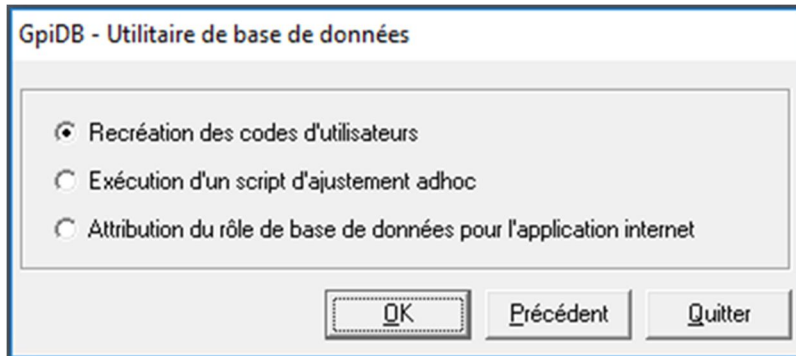 GpiDB - Utilitaire de base de données
Recréation des codes d'utilisateurs
Exécution d'un script d'ajustement adhoc
Attribution du rôle de base de données pour l'application internet
OK Précédent Quitter